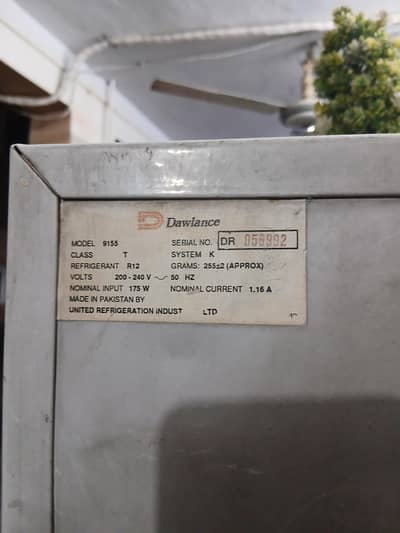 Dawlance
MODEL 9155 SERIAL NO. DR 056992
CLASS T SYSTEM K
REFRIGERANT R12 GRAMS: 255±2 (APPROX)
VOLTS 200 - 240 V ~ 50 HZ
NOMINAL INPUT 175 W NOMINAL CURRENT 1.16 A
MADE IN PAKISTAN BY
UNITED REFRIGERATION INDUST LTD